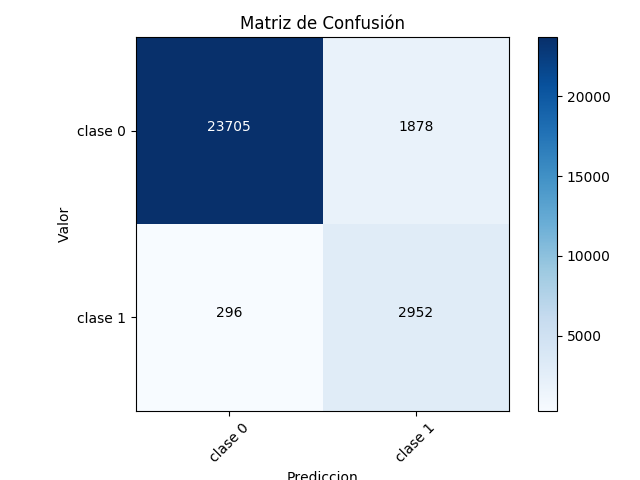 Matriz de Confusión
clase 0
23705
1878
clase 1
296
2952
Valor
clase 0
clase 1
Prediccion
20000
15000
10000
5000